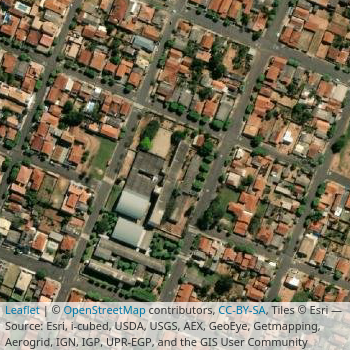 Leaflet | © OpenStreetMap contributors, CC-BY-SA, Tiles © Esri —
Source: Esri, i-cubed, USDA, USGS, AEX, GeoEye, Getmapping,
Aerogrid, IGN, IGP, UPR-EGP, and the GIS User Community